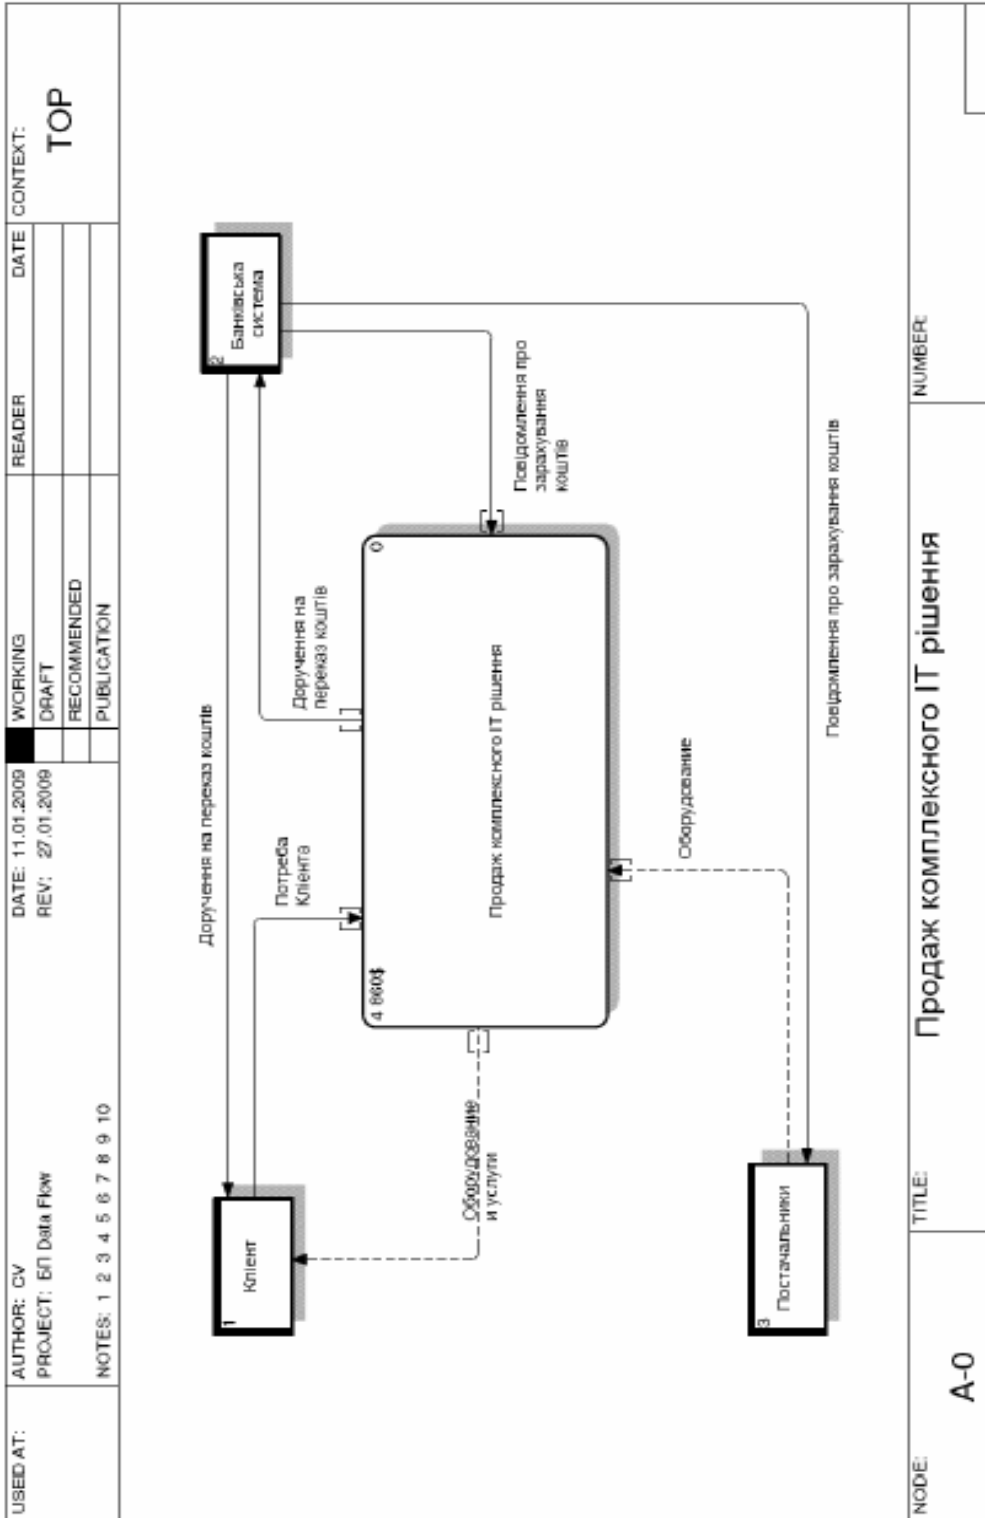 USED AT:
AUTHOR: CV
PROJECT: БП Data Flow
NOTES: 1 2 3 4 5 6 7 8 9 10
DATE: 11.01.2009
REV: 27.01.2009
WORKING
DRAFT
RECOMMENDED
PUBLICATION
READER
DATE
CONTEXT:
TOP
1
Клієнт
2
Банківська
система
Доручення на переказ коштів
Потреба
Клієнта
Доручення на
переказ коштів
4 860$
0
Продаж комплексного ІТ рішення
Повідомлення про
зарахування
коштів
Оборудование
и услуги
Оборудование
Повідомлення про зарахування коштів
3
Постачальники
NODE:
A-0
TITLE:
Продаж комплексного ІТ рішення
NUMBER: